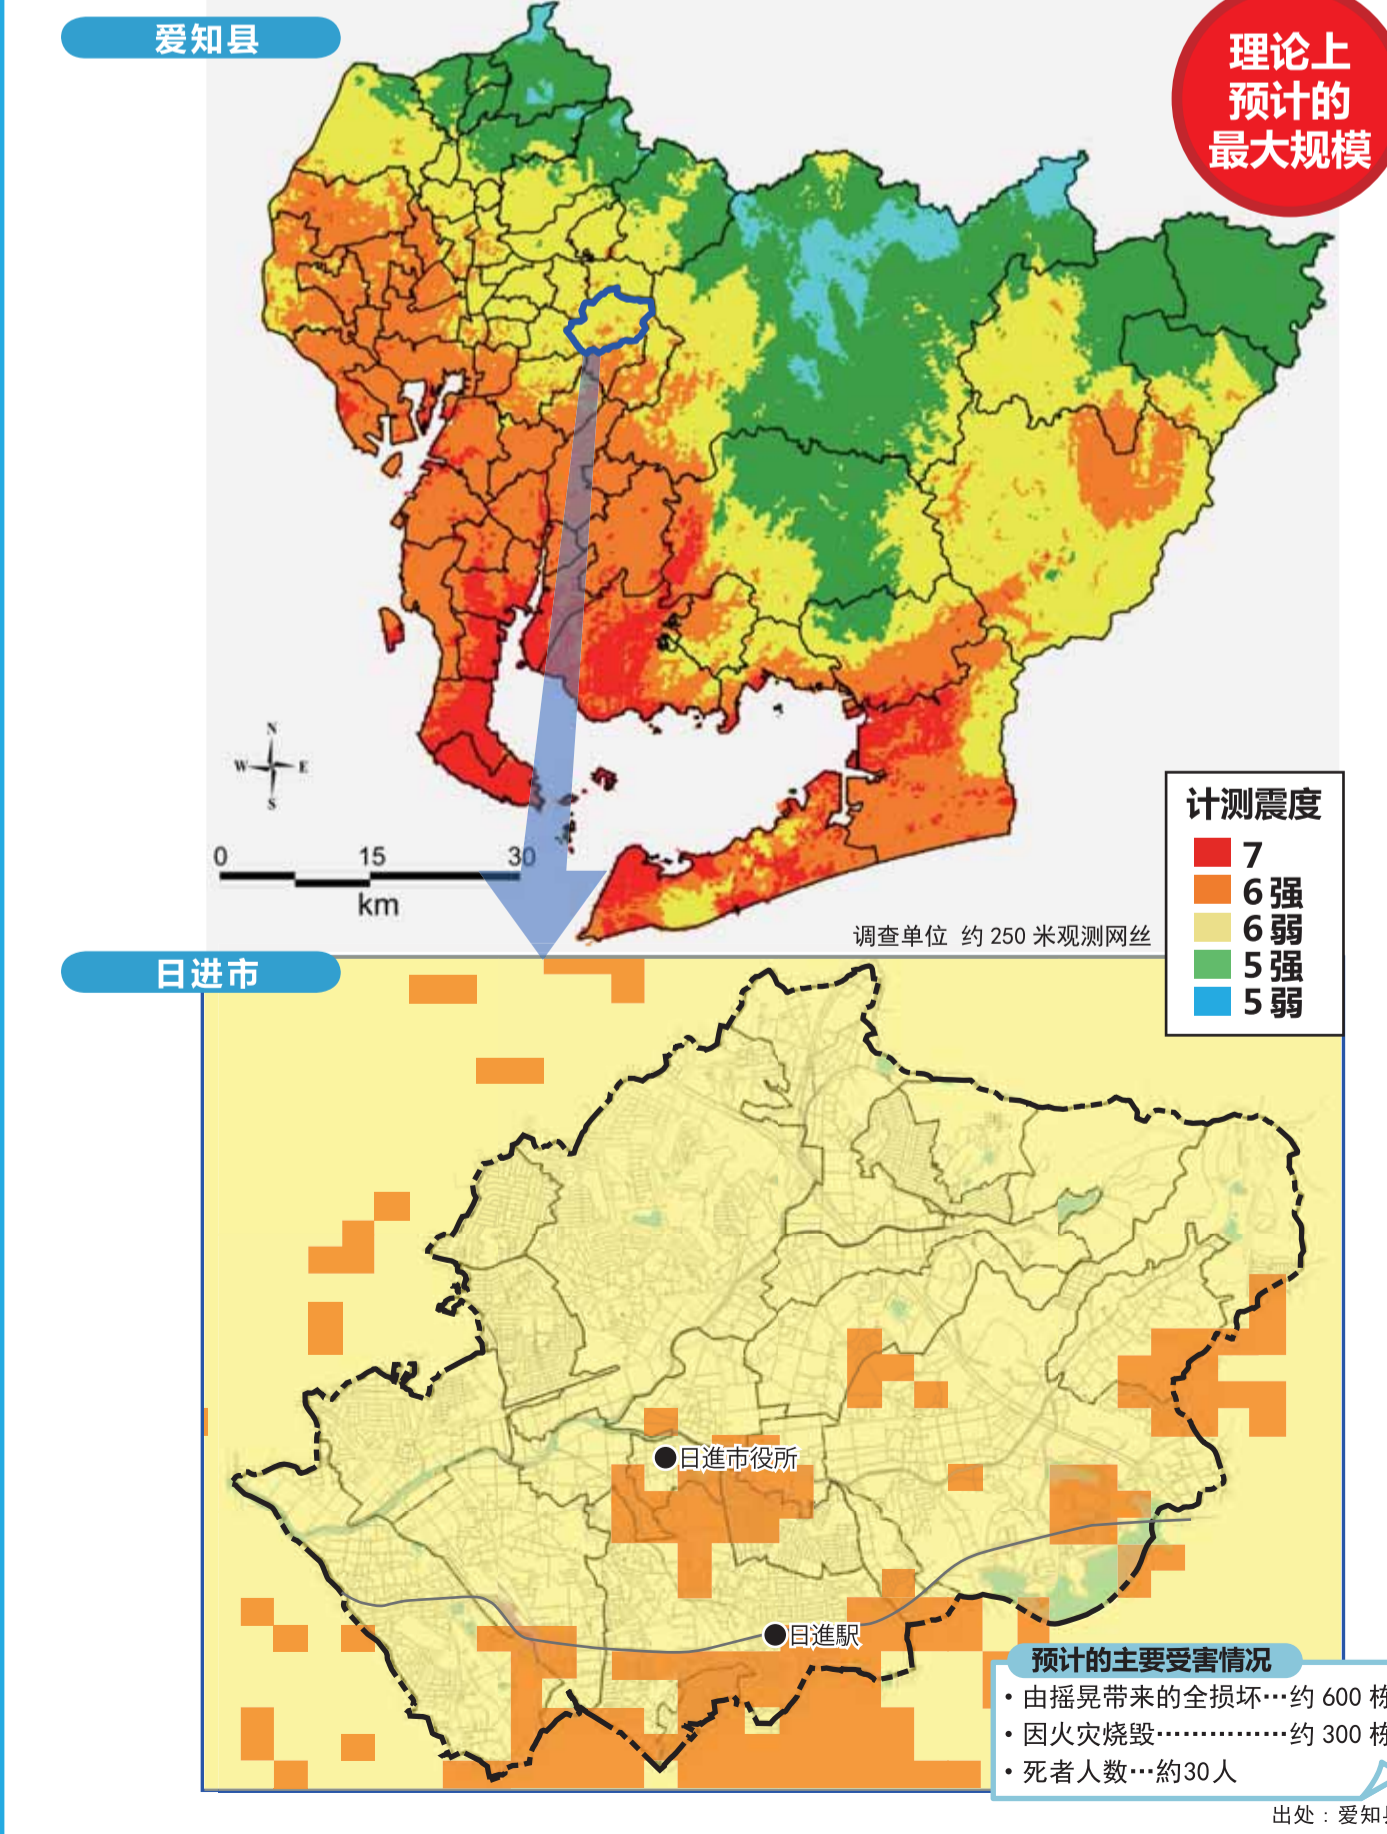 爱知县
理论上
预计的
最大规模
N
W E
S
0 15 30
km
计测震度
7
6强
6弱
5强
5弱
调查单位 约 250 米观测网丝
日进市
日進市役所
日進駅
预计的主要受害情况
・由摇晃带来的全损坏…约 600 栋
・因火灾烧毁……………约 300 栋
・死者人数…約30人
出处：爱知县